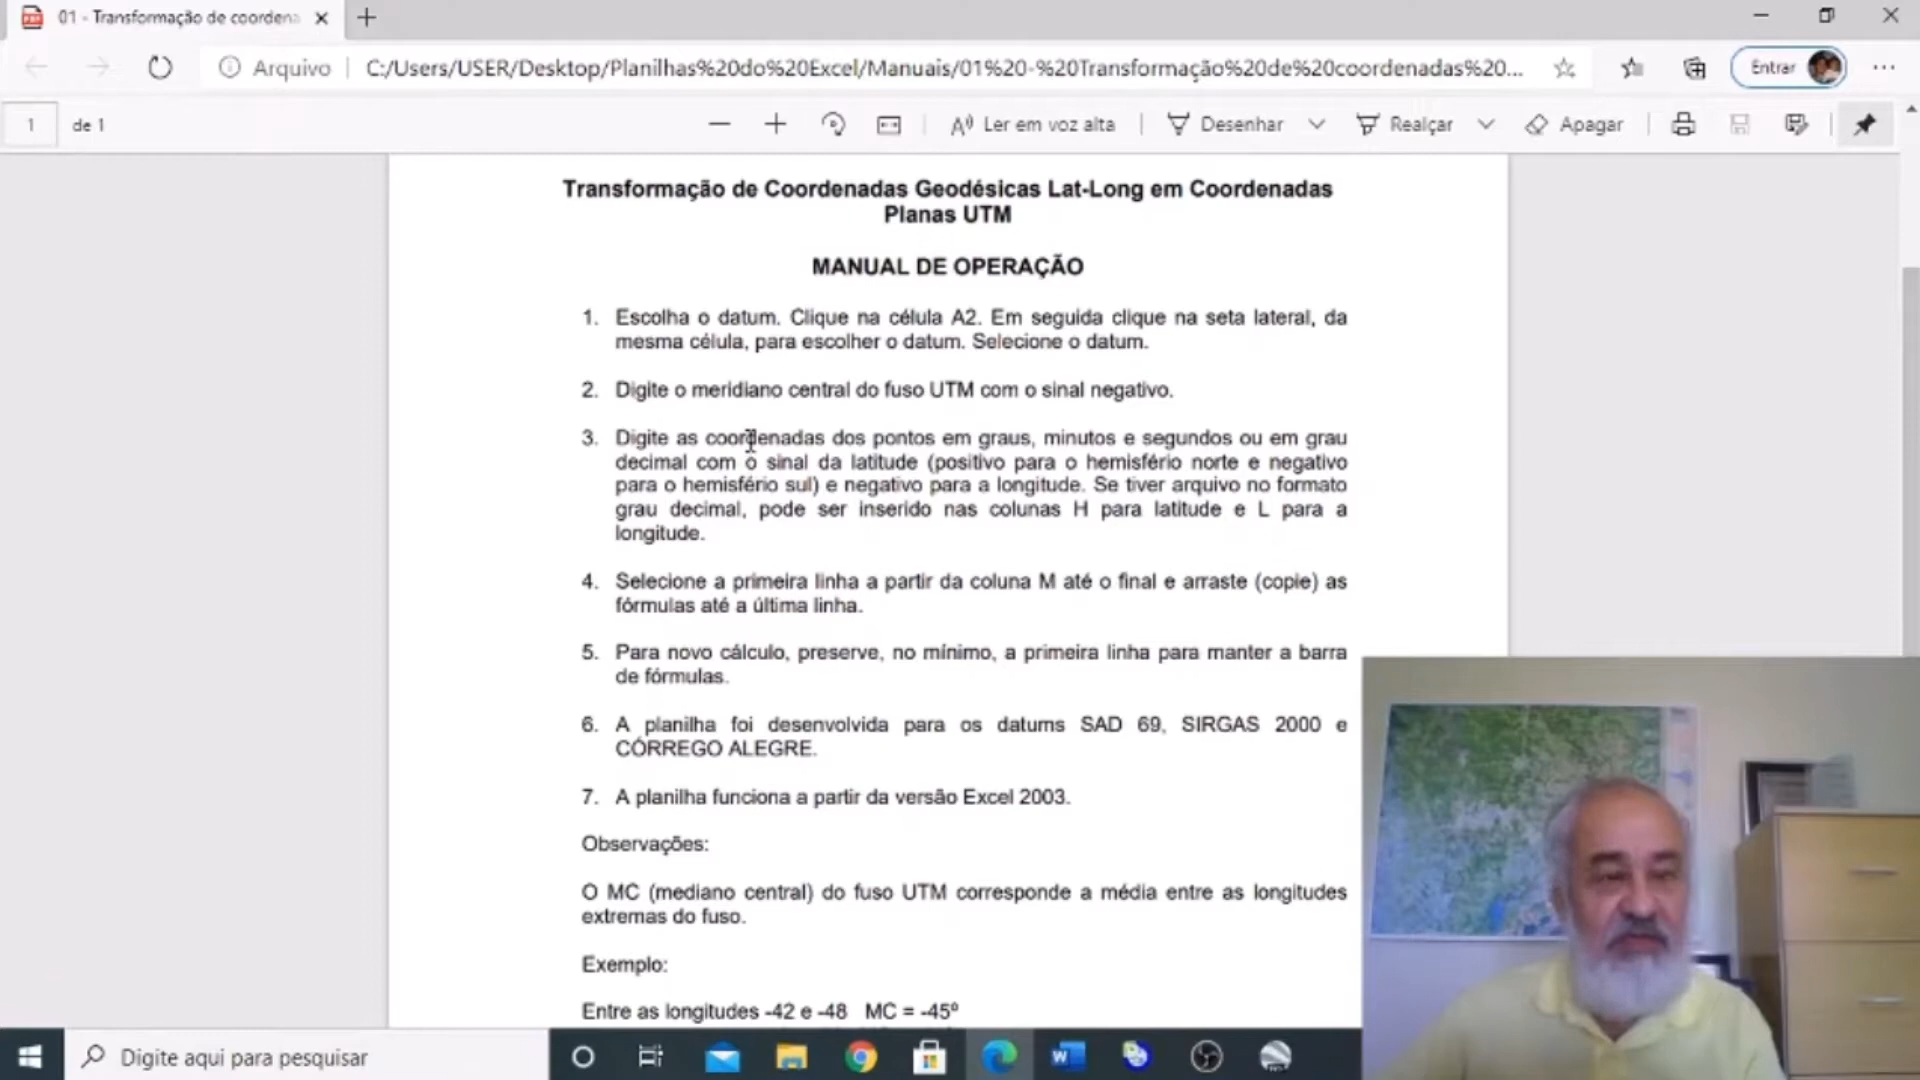 01 - Transformação de coordena
Arquivo
C:/Users/USER/Desktop/Planilhas%20do%20Excel/Manuais/01%20-%20Transformação%20de%20coordenadas%20...
Entrar
1 de 1
Ler em voz alta
Desenhar
Realçar
Apagar
Transformação de Coordenadas Geodésicas Lat-Long em Coordenadas
Planas UTM
MANUAL DE OPERAÇÃO
1. Escolha o datum. Clique na célula A2. Em seguida clique na seta lateral, da
mesma célula, para escolher o datum. Selecione o datum.
2. Digite o meridiano central do fuso UTM com o sinal negativo.
3. Digite as coordenadas dos pontos em graus, minutos e segundos ou em grau
decimal com o sinal da latitude (positivo para o hemisfério norte e negativo
para o hemisfério sul) e negativo para a longitude. Se tiver arquivo no formato
grau decimal, pode ser inserido nas colunas H para latitude e L para a
longitude.
4. Selecione a primeira linha a partir da coluna M até o final e arraste (copie) as
fórmulas até a última linha.
5. Para novo cálculo, preserve, no mínimo, a primeira linha para manter a barra
de fórmulas.
6. A planilha foi desenvolvida para os datums SAD 69, SIRGAS 2000 e
CÓRREGO ALEGRE.
7. A planilha funciona a partir da versão Excel 2003.
Observações:
O MC (mediano central) do fuso UTM corresponde a média entre as longitudes
extremas do fuso.
Exemplo:
Entre as longitudes -42 e -48 MC = -45º
Digite aqui para pesquisar